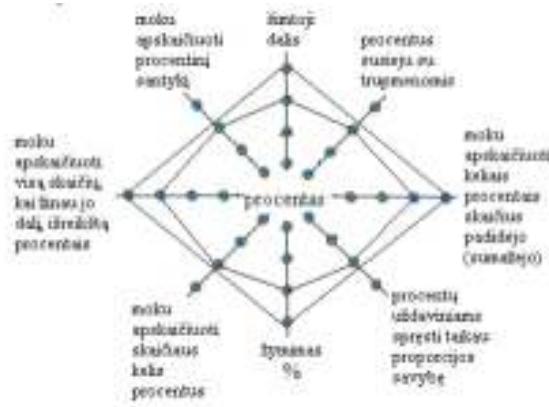 moku
apskaičiuoti
procentinį
santykį
šimtoji
dalis
procentus
susieju su
trupmenomis
moku
apskaičiuoti
visą skaičių,
kai žinau jo
dalį, išreikštą
procentais
procentas
moku
apskaičiuoti
keliais
procentais
skaičius
padidėjo
(sumažėjo)
moku
apskaičiuoti
skaičiaus
kelis
procentus
žymimas
%
procentų
uždaviniams
spręsti taikau
proporcijos
savybę